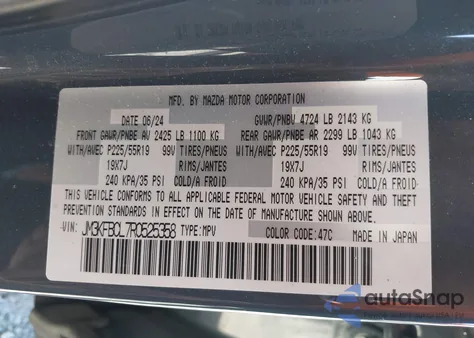 MFD. BY MAZDA MOTOR CORPORATION
DATE 06/24 GVWR/PNBV 4724 LB 2143 KG
FRONT GAWR/PNBE AV 2425 LB 1100 KG REAR GAWR/PNBE AR 2299 LB 1043 KG
WITH/AVEC P225/55R19 99V TIRES/PNEUS WITH/AVEC P225/55R19 99V TIRES/PNEUS
19X7J RIMS/JANTES 19X7J RIMS/JANTES
240 KPA/35 PSI COLD/A FROID 240 KPA/35 PSI COLD/A FROID
THIS VEHICLE CONFORMS TO ALL APPLICABLE FEDERAL MOTOR VEHICLE SAFETY AND
THEFT PREVENTION STANDARDS IN EFFECT ON THE DATE OF MANUFACTURE SHOWN ABOVE.
VIN: JM3KFBCL7R0525358 TYPE:MPV COLOR CODE:47C MADE IN JAPAN
autoSnap